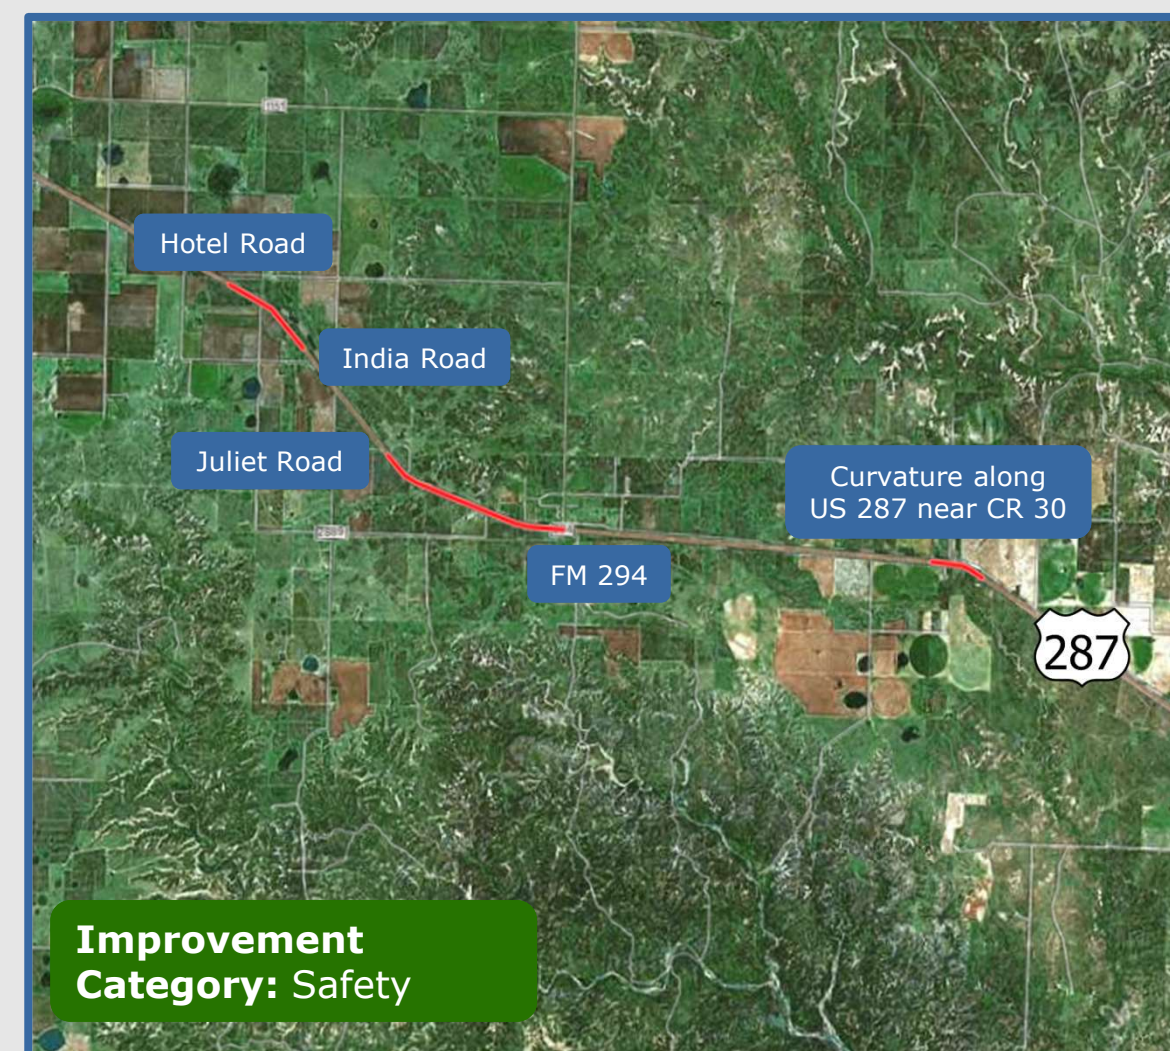 1151
Hotel Road
India Road
Juliet Road
Curvature along
US 287 near CR 30
FM 294
287
Improvement
Category: Safety